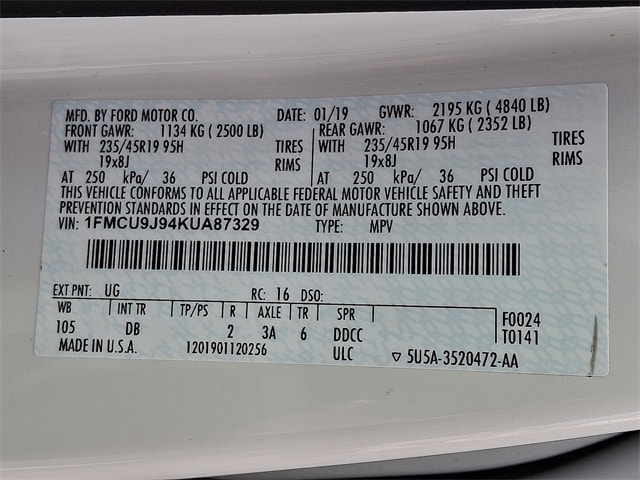 MFD. BY FORD MOTOR CO. DATE: 01/19 GVWR: 2195 KG ( 4840 LB)
FRONT GAWR: 1134 KG ( 2500 LB) REAR GAWR: 1067 KG ( 2352 LB)
WITH 235/45R19 95H TIRES WITH 235/45R19 95H TIRES
19x8J RIMS 19x8J RIMS
AT 250 kPa/ 36 PSI COLD AT 250 kPa/ 36 PSI COLD
THIS VEHICLE CONFORMS TO ALL APPLICABLE FEDERAL MOTOR VEHICLE SAFETY AND THEFT
PREVENTION STANDARDS IN EFFECT ON THE DATE OF MANUFACTURE SHOWN ABOVE.
VIN: 1FMCU9J94KUA87329 TYPE: MPV
EXT PNT: UG RC: 16 DSO:
WB INT TR TP/PS R AXLE TR SPR F0024
105 DB 2 3A 6 DDCC T0141
MADE IN U.S.A. 1201901120256 ULC ▽ 5U5A-3520472-AA